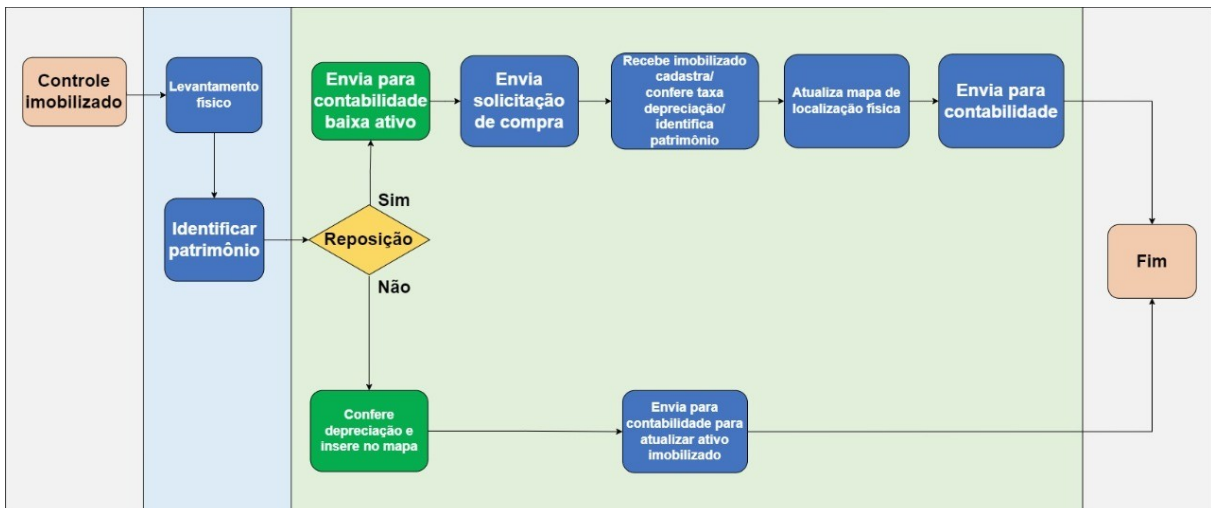 Controle
imobilizado
Levantamento
físico
Identificar
patrimônio
Reposição
Sim
Não
Envia para
contabilidade
baixa ativo
Envia
solicitação
de compra
Recebe imobilizado
cadastra/
confere taxa
depreciação/
identifica
patrimônio
Atualiza mapa de
localização física
Envia para
contabilidade
Confere
depreciação e
insere no mapa
Envia para
contabilidade para
atualizar ativo
imobilizado
Fim